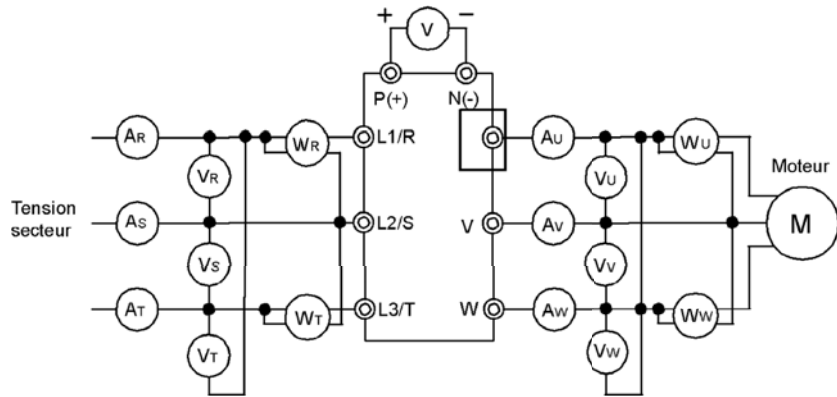 + V −
P(+) N(-)
AR WR L1/R AU WU
VR VU
Moteur
Tension
secteur
AS L2/S V AV M
VS VV
AT WT L3/T W AW WW
VT VW